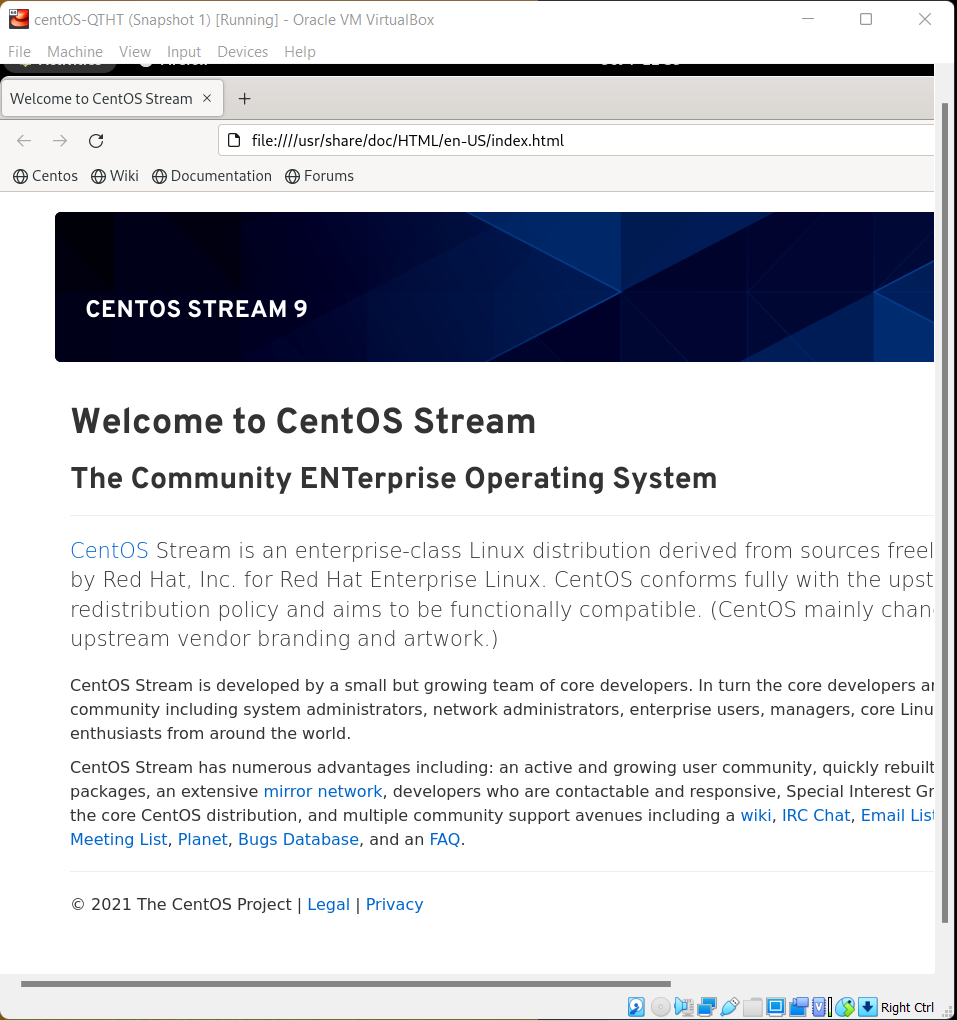 centOS-QTHT (Snapshot 1) [Running] - Oracle VM VirtualBox
File Machine View Input Devices Help
Welcome to CentOS Stream
file:////usr/share/doc/HTML/en-US/index.html
Centos Wiki Documentation Forums
CENTOS STREAM 9
Welcome to CentOS Stream
The Community ENTerprise Operating System
CentOS Stream is an enterprise-class Linux distribution derived from sources freel
by Red Hat, Inc. for Red Hat Enterprise Linux. CentOS conforms fully with the upst
redistribution policy and aims to be functionally compatible. (CentOS mainly chan
upstream vendor branding and artwork.)
CentOS Stream is developed by a small but growing team of core developers. In turn the core developers ar
community including system administrators, network administrators, enterprise users, managers, core Linu
enthusiasts from around the world.
CentOS Stream has numerous advantages including: an active and growing user community, quickly rebuilt
packages, an extensive mirror network, developers who are contactable and responsive, Special Interest Gr
the core CentOS distribution, and multiple community support avenues including a wiki, IRC Chat, Email List
Meeting List, Planet, Bugs Database, and an FAQ.
© 2021 The CentOS Project | Legal | Privacy
Right Ctrl